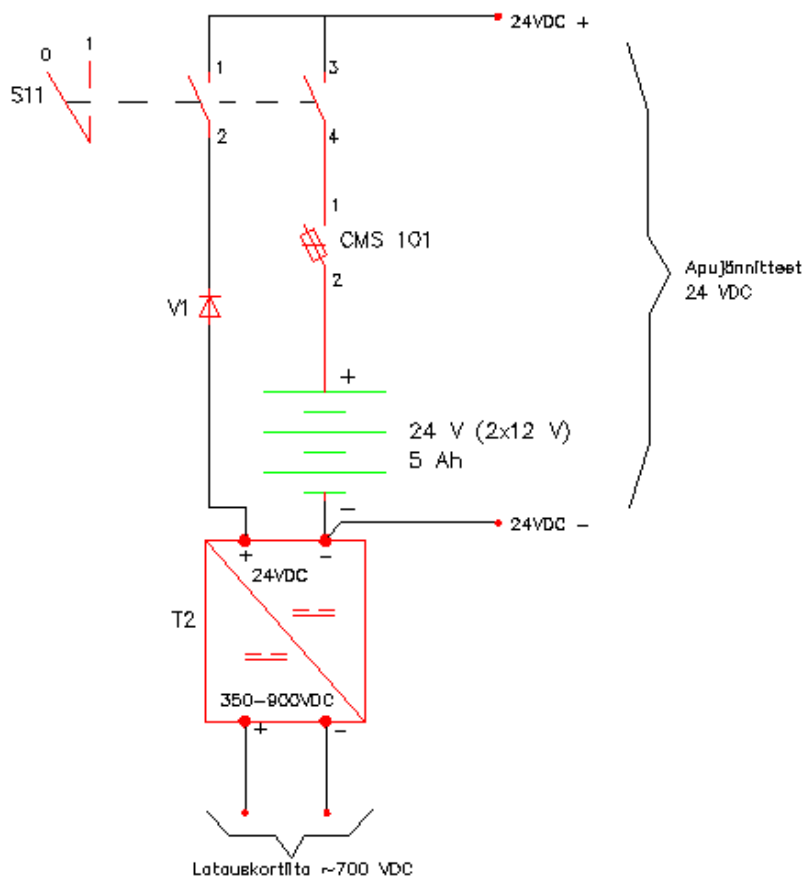 24VDC +
0
1
S11
1
3
2
4
1
CMS 101
2
Apujännitteet
24 VDC
V1
+
24 V (2x12 V)
5 Ah
−
24VDC −
+
−
24VDC
T2
350-900VDC
+
−
Latauskortilta ~700 VDC